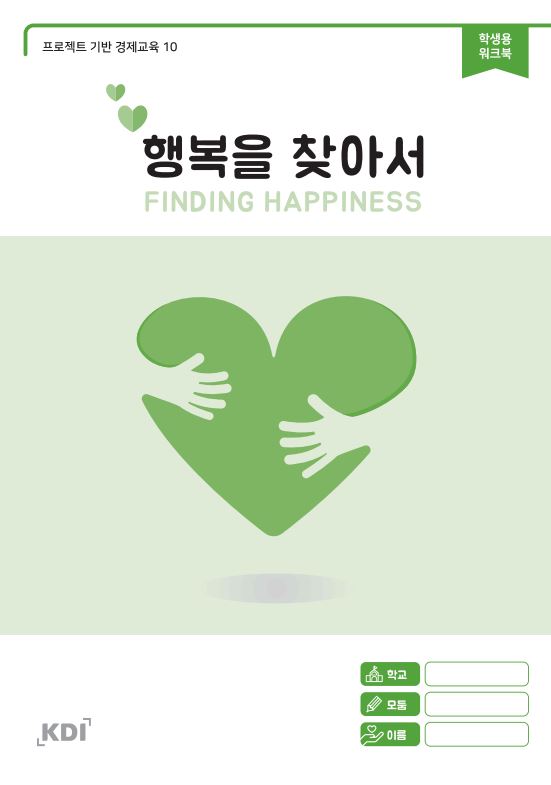 프로젝트 기반 경제교육 10
학생용
워크북
행복을 찾아서
FINDING HAPPINESS
학교
모둠
이름
KDI